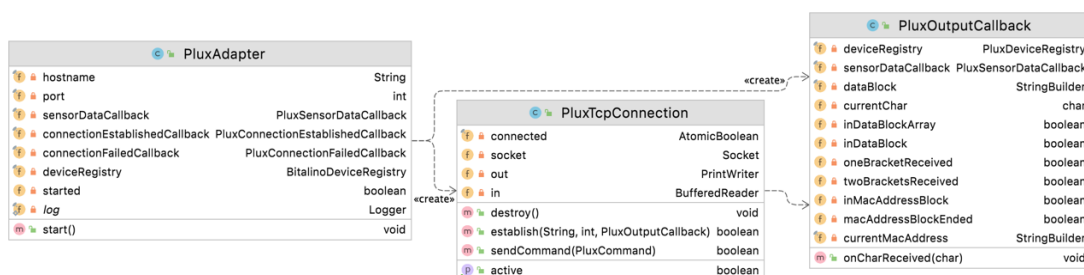 PluxAdapter
hostname String
port int
sensorDataCallback PluxSensorDataCallback
connectionEstablishedCallback PluxConnectionEstablishedCallback
connectionFailedCallback PluxConnectionFailedCallback
deviceRegistry BitalinoDeviceRegistry
started boolean
log Logger
start() void
«create»
«create»
PluxTcpConnection
connected AtomicBoolean
socket Socket
out PrintWriter
in BufferedReader
destroy() void
establish(String, int, PluxOutputCallback) boolean
sendCommand(PluxCommand) boolean
active boolean
PluxOutputCallback
deviceRegistry PluxDeviceRegistry
sensorDataCallback PluxSensorDataCallback
dataBlock StringBuilder
currentChar char
inDataBlockArray boolean
inDataBlock boolean
oneBracketReceived boolean
twoBracketsReceived boolean
inMacAddressBlock boolean
macAddressBlockEnded boolean
currentMacAddress StringBuilder
onCharReceived(char) void